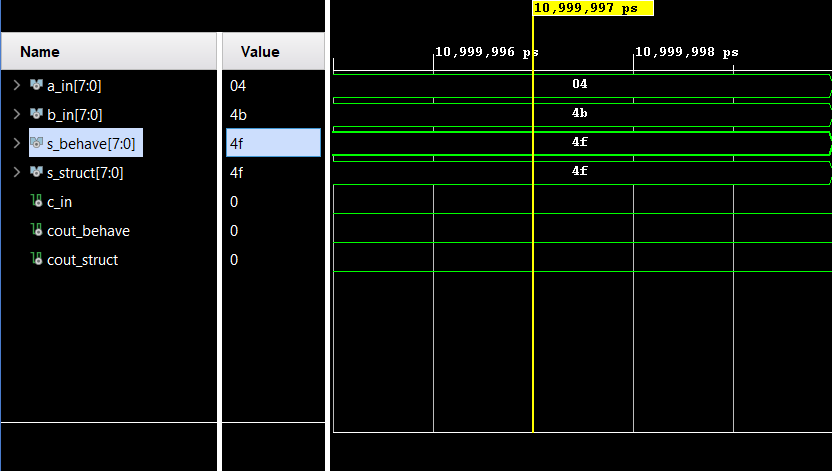 10,999,997 ps
Name Value
10,999,996 ps 10,999,998 ps
a_in[7:0] 04 04
b_in[7:0] 4b 4b
s_behave[7:0] 4f 4f
s_struct[7:0] 4f 4f
c_in 0
cout_behave 0
cout_struct 0